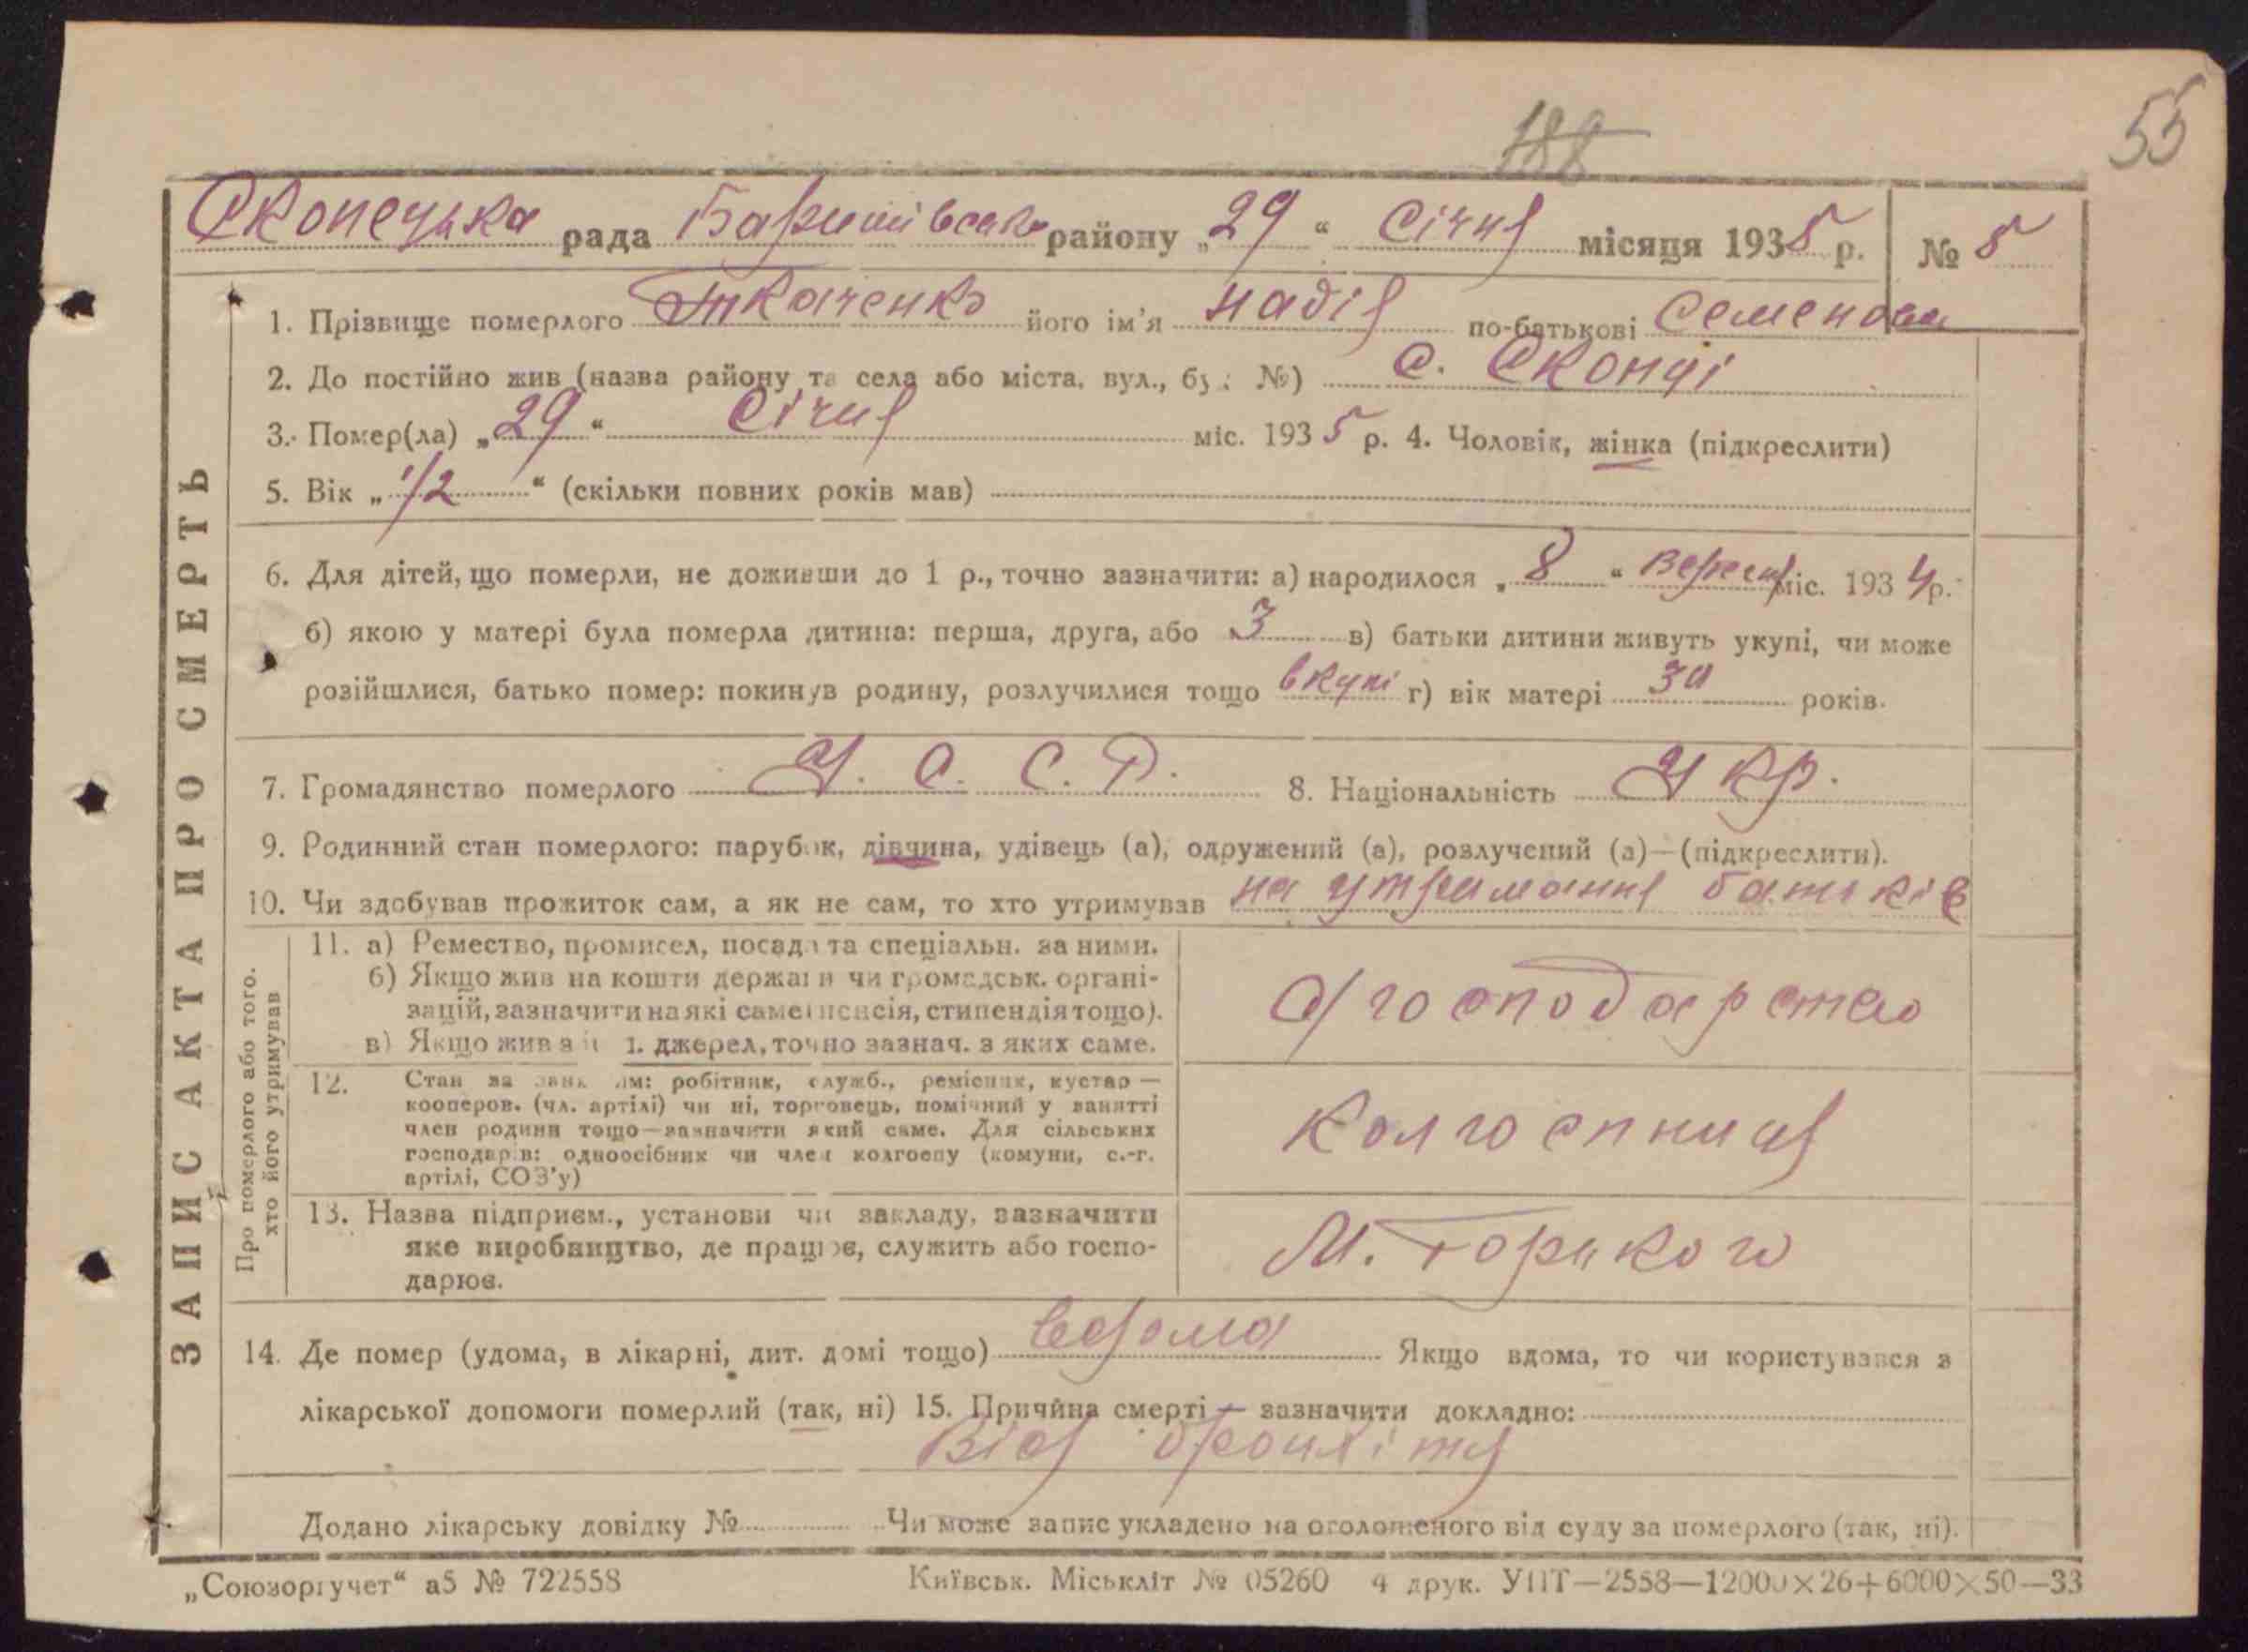 188
55
Скопецька рада Баришівського району „29“ Січня місяця 1935 р. № 5
1. Прізвище померлого Ткаченко його ім'я Надія по-батькові Семенова
2. До постійно жив (назва району та села або міста, вул., буд. №) С. Скопці
3. Помер(ла) „29“ Січня міс. 1935 р. 4. Чоловік, жінка (підкреслити)
5. Вік „1/2“ (скільки повних років мав)
6. Для дітей, що померли, не доживши до 1 р., точно зазначити: а) народилося „8“ Вересня міс. 1934 р.
б) якою у матері була померла дитина: перша, друга, або 3 в) батьки дитини живуть укупі, чи може
розійшлися, батько помер: покинув родину, розлучилися тощо вкупі г) вік матері 30 років.
7. Громадянство померлого У. С. С. Р. 8. Національність Укр.
9. Родинний стан померлого: парубок, дівчина, удівець (а), одружений (а), розлучений (а)—(підкреслити).
10. Чи здобував прожиток сам, а як не сам, то хто утримував на утриманні батьків
ЗАПИС АКТА ПРО СМЕРТЬ
Про померлого або того.
хто його утримував
11. а) Ремество, промисел, посада та спеціальн. за ними.
б) Якщо жив на кошти держави чи громадськ. органі-
зацій, зазначити на які саме (пенсія, стипендія тощо).
в) Якщо жив з ін. джерел, точно зазнач. з яких саме.
С/господарство
12. Стан за занят тям: робітник, служб., ремісник, кустар —
кооперов. (чл. артілі) чи ні, торговець, помічний у занятті
член родини тощо—зазначити який саме. Для сільських
господарів: одноосібник чи член колгоспу (комуни, с.-г.
артілі, СОЗ'у)
колгоспниця
13. Назва підприєм., установи чи закладу, зазначити
яке виробництво, де працює, служить або госпо-
дарює.
М. Горького
14. Де помер (удома, в лікарні, дит. домі тощо) вдома Якщо вдома, то чи користувався з
лікарської допомоги померлий (так, ні) 15. Причина смерті — зазначити докладно:
Від бронхіту
Додано лікарську довідку № Чи може запис укладено на оголошеного від суду за померлого (так, ні).
„Союзоргучет“ а5 № 722558 Київськ. Міськліт № 05260 4 друк. УПТ—2558—12000×26+6000×50—33